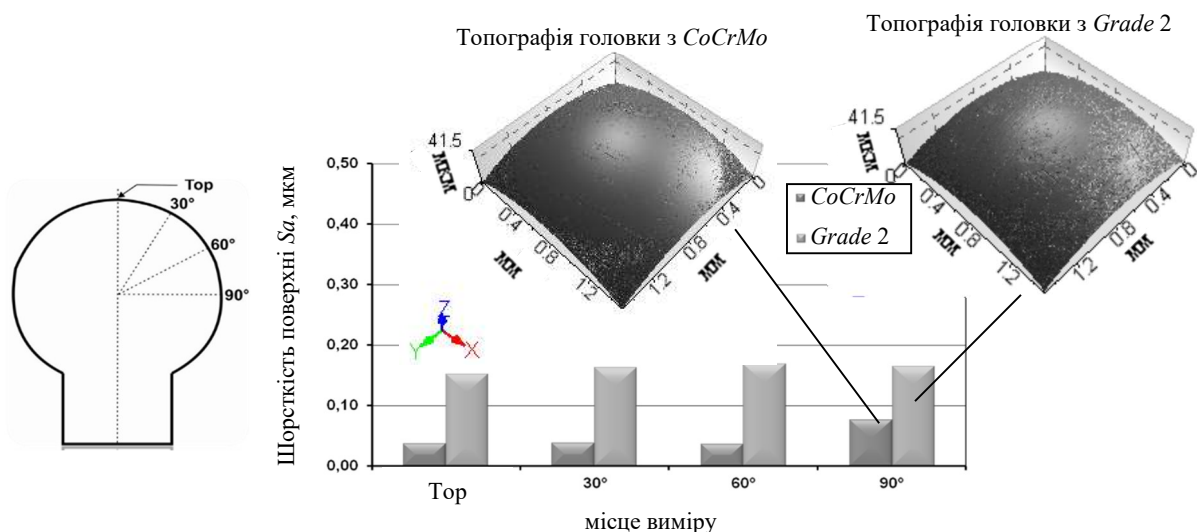 Топографія головки з CoCrMo
Топографія головки з Grade 2
41.5
МКМ
0
0.4
0.8
1.2
ММ
0
0.4
0.8
1.2
ММ
41.5
МКМ
0
0.4
0.8
1.2
ММ
0
0.4
0.8
1.2
ММ
CoCrMo
Grade 2
Top
30°
60°
90°
Шорсткість поверхні Sa, мкм
0,50
0,40
0,30
0,20
0,10
0,00
Z
Y
X
Top
30°
60°
90°
місце виміру